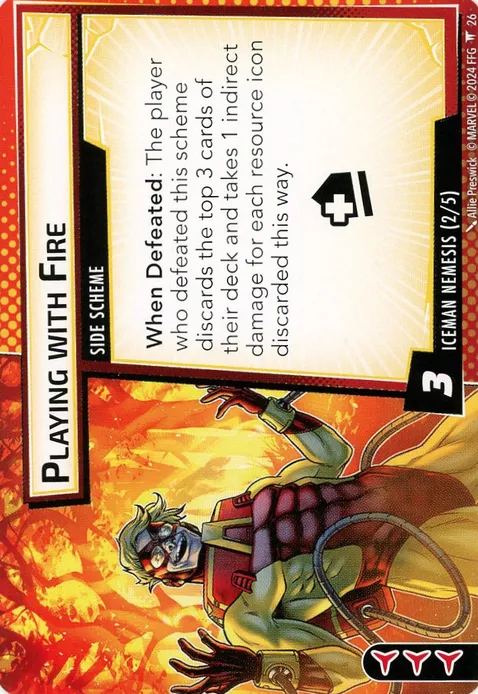 PLAYING WITH FIRE
SIDE SCHEME
When Defeated: The player
who defeated this scheme
discards the top 3 cards of
their deck and takes 1 indirect
damage for each resource icon
discarded this way.
3
ICEMAN NEMESIS (2/5)
Allie Preswick © MARVEL © 2024 FFG 26